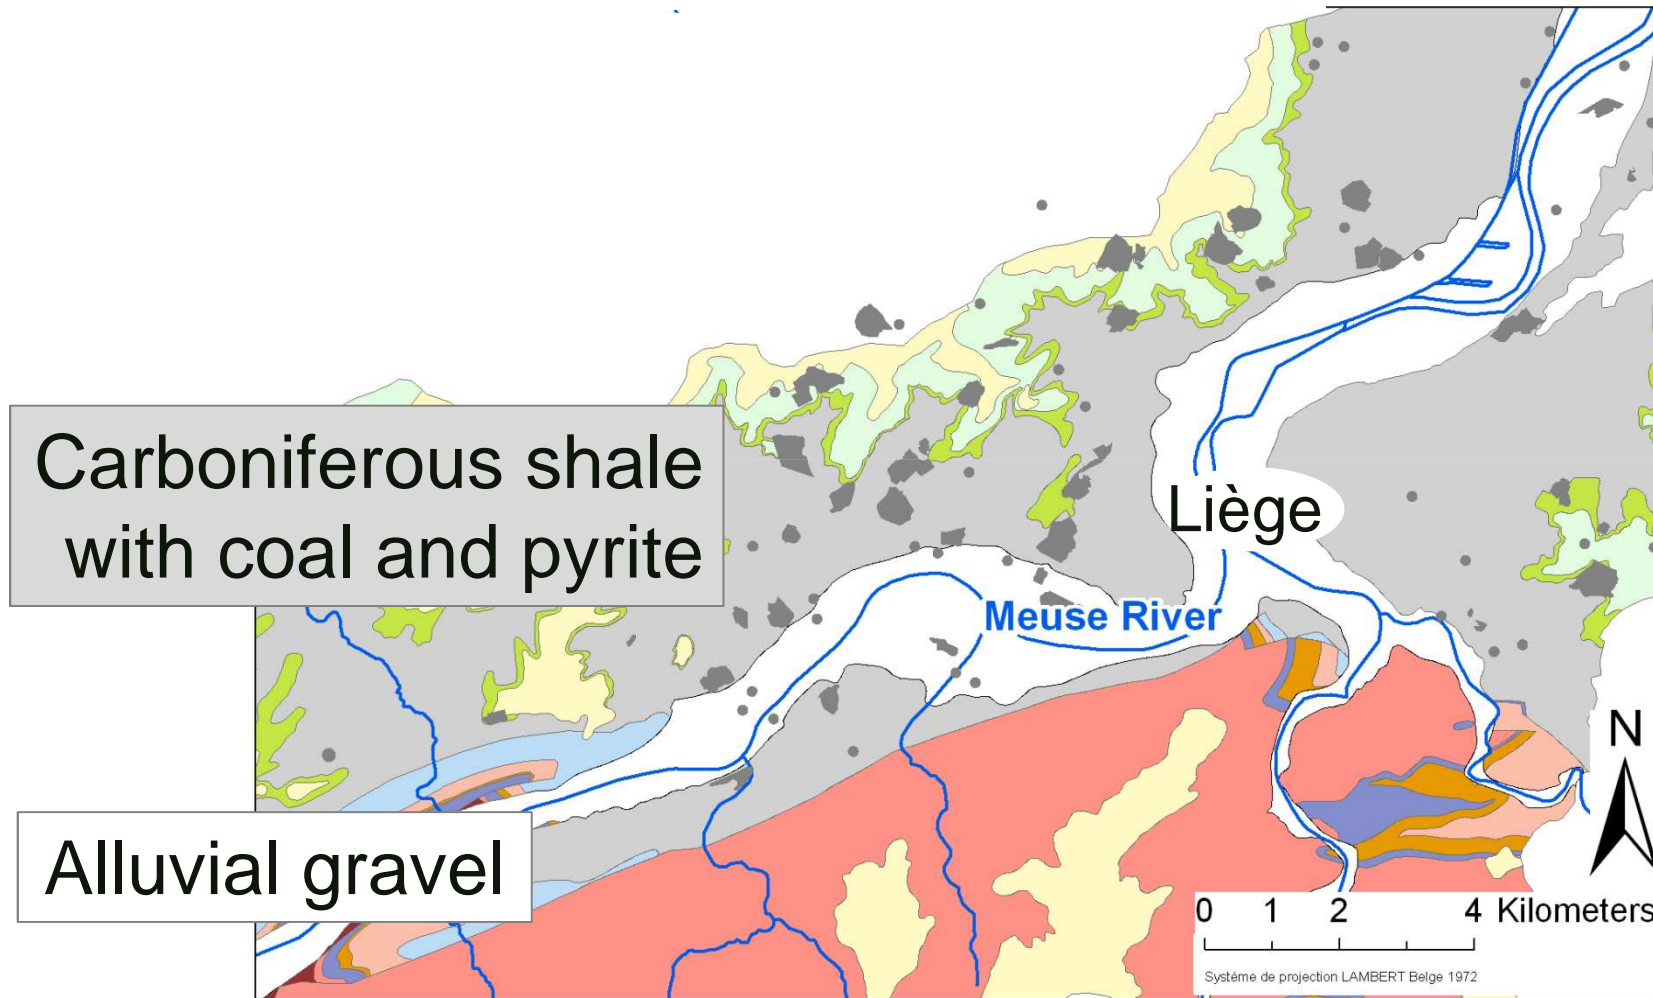 Carboniferous shale
with coal and pyrite
Liège
Meuse River
Alluvial gravel
N
0 1 2 4 Kilometers
Système de projection LAMBERT Belge 1972